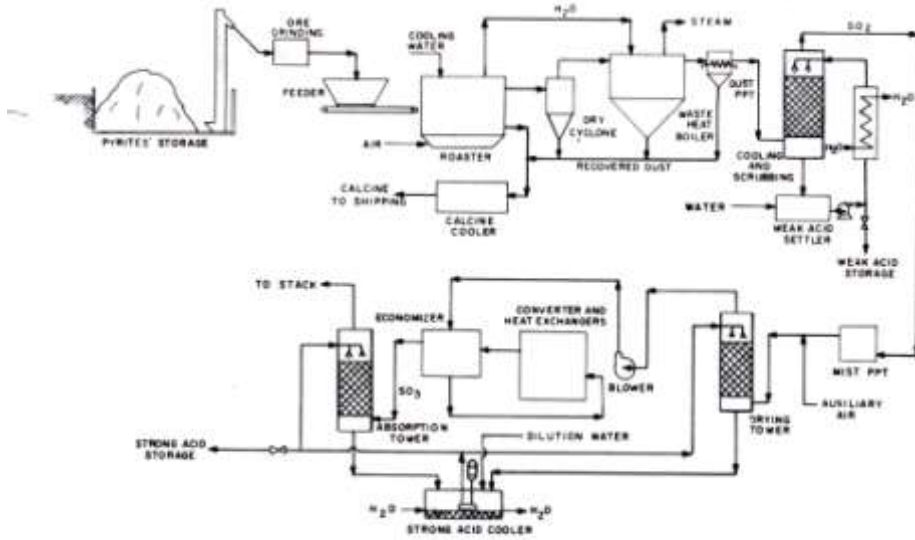 ORE
GRINDING
COOLING
WATER
H2O
STEAM
SO2
FEEDER
DUST
PPT
H2O
PYRITES' STORAGE
AIR
ROASTER
DRY
CYCLONE
WASTE
HEAT
BOILER
RECOVERED DUST
H2O
COOLING
AND
SCRUBBING
CALCINE
TO SHIPPING
CALCINE
COOLER
WATER
WEAK ACID
SETTLER
WEAK ACID
STORAGE
TO STACK
ECONOMIZER
CONVERTER AND
HEAT EXCHANGERS
BLOWER
MIST PPT
SO3
AUXILIARY
AIR
ABSORPTION
TOWER
DRYING
TOWER
DILUTION WATER
STRONG ACID
STORAGE
H2O
H2O
STRONG ACID COOLER